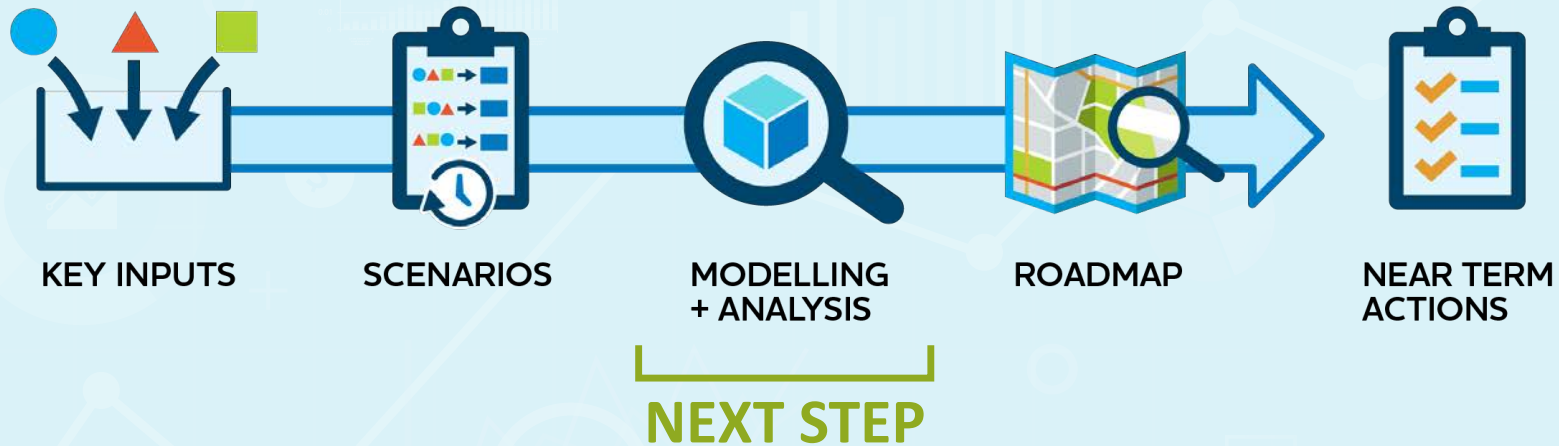 KEY INPUTS
SCENARIOS
MODELLING
+ ANALYSIS
ROADMAP
NEAR TERM
ACTIONS
NEXT STEP